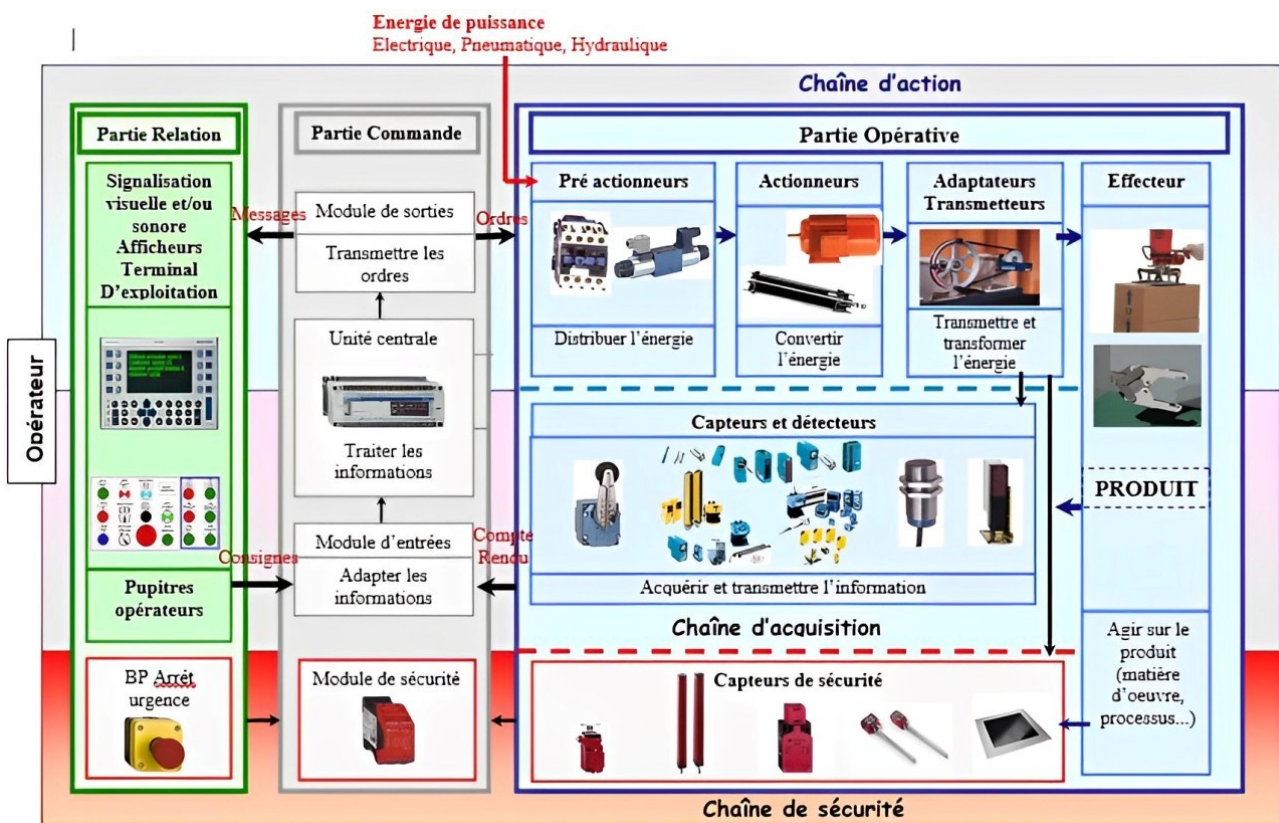 Energie de puissance
Electrique, Pneumatique, Hydraulique
Chaîne d'action
Partie Relation
Partie Commande
Partie Opérative
Opérateur
Signalisation
visuelle et/ou
sonore
Afficheurs
Terminal
D'exploitation
Messages
Module de sorties
Ordres
Transmettre les
ordres
Pré actionneurs
Distribuer l'énergie
Actionneurs
Convertir
l'énergie
Adaptateurs
Transmetteurs
Transmettre et
transformer
l'énergie
Effecteur
Unité centrale
Traiter les
informations
Capteurs et détecteurs
Acquérir et transmettre l'information
PRODUIT
Consignes
Module d'entrées
Adapter les
informations
Compte
Rendu
Pupitres
opérateurs
Chaîne d'acquisition
Agir sur le
produit
(matière
d'oeuvre,
processus...)
BP Arrêt
urgence
Module de sécurité
Capteurs de sécurité
Chaîne de sécurité